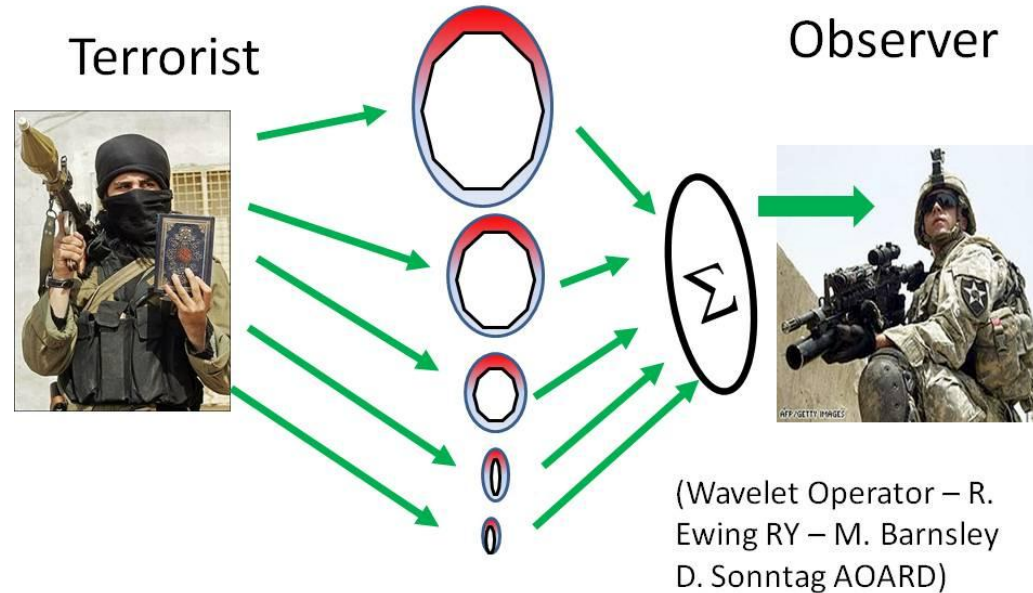 Terrorist
Observer
Σ
AFP/GETTY IMAGES
(Wavelet Operator – R.
Ewing RY – M. Barnsley
D. Sonntag AOARD)